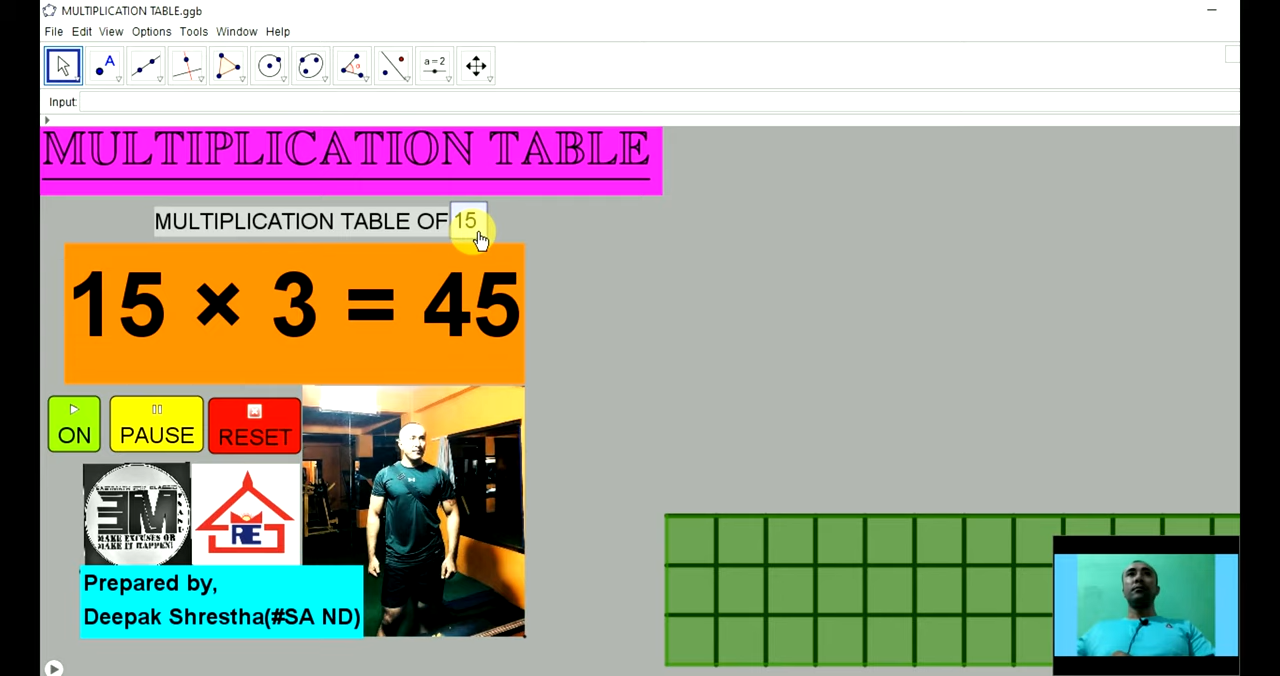 MULTIPLICATION TABLE.ggb
File Edit View Options Tools Window Help
A
α
a = 2
Input:
MULTIPLICATION TABLE
MULTIPLICATION TABLE OF 15
15 × 3 = 45
ON
PAUSE
RESET
3M
MAKE EXCUSES OR
MAKE IT HAPPEN!
RE
Prepared by,
Deepak Shrestha(#SA ND)